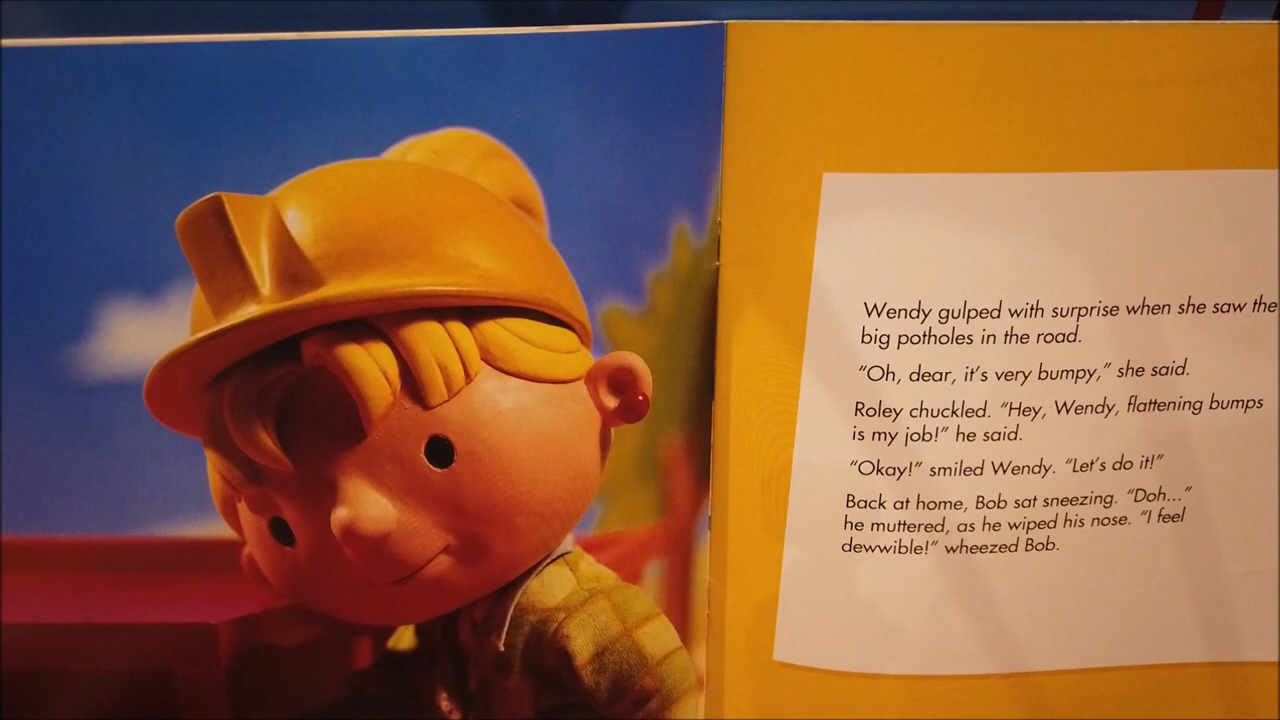 Wendy gulped with surprise when she saw the
big potholes in the road.
“Oh, dear, it’s very bumpy,” she said.
Roley chuckled. “Hey, Wendy, flattening bumps
is my job!” he said.
“Okay!” smiled Wendy. “Let’s do it!”
Back at home, Bob sat sneezing. “Doh...”
he muttered, as he wiped his nose. “I feel
dewwible!” wheezed Bob.